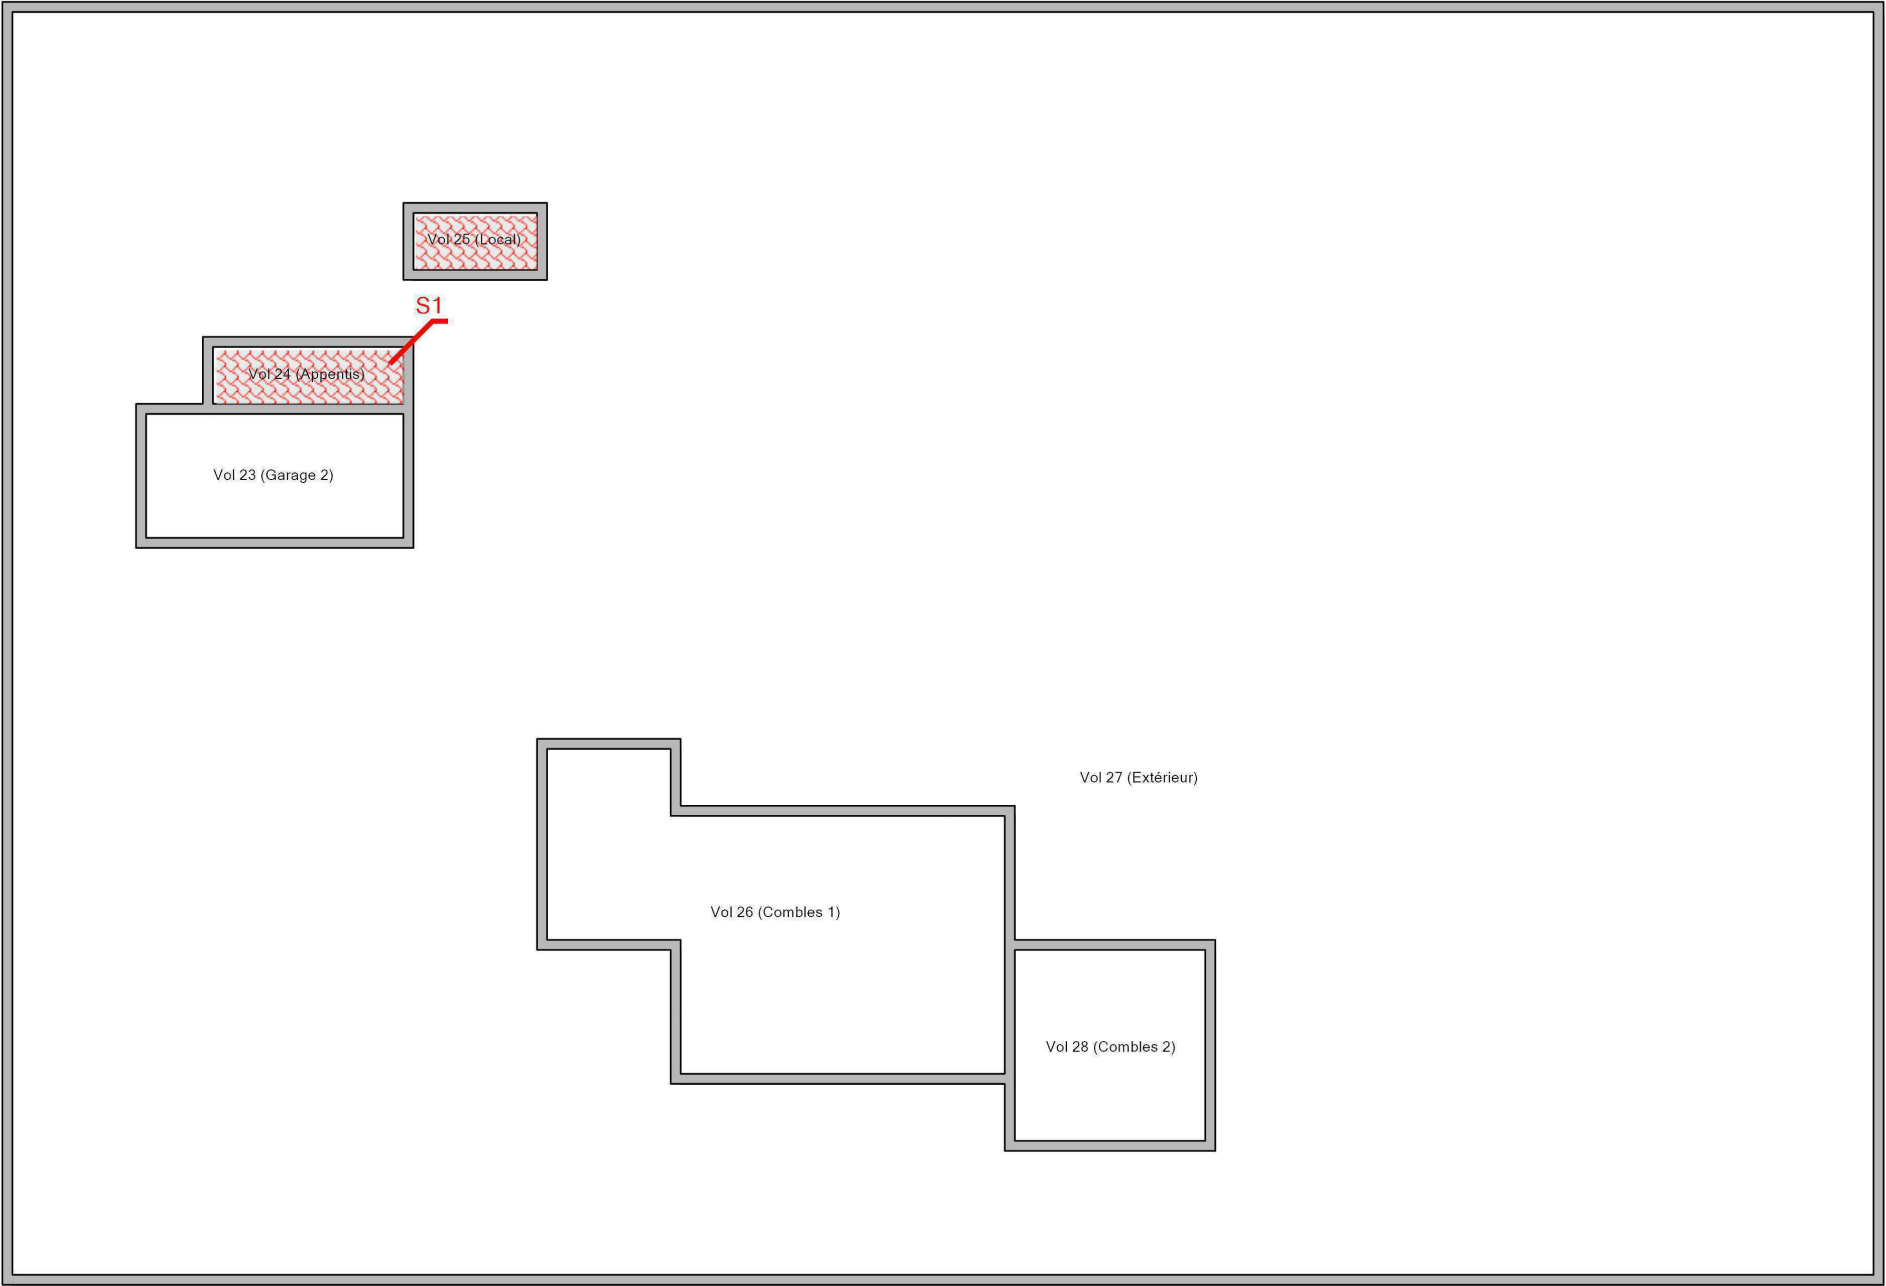 Vol 25 (Local)
S1
Vol 24 (Appentis)
Vol 23 (Garage 2)
Vol 27 (Extérieur)
Vol 26 (Combles 1)
Vol 28 (Combles 2)